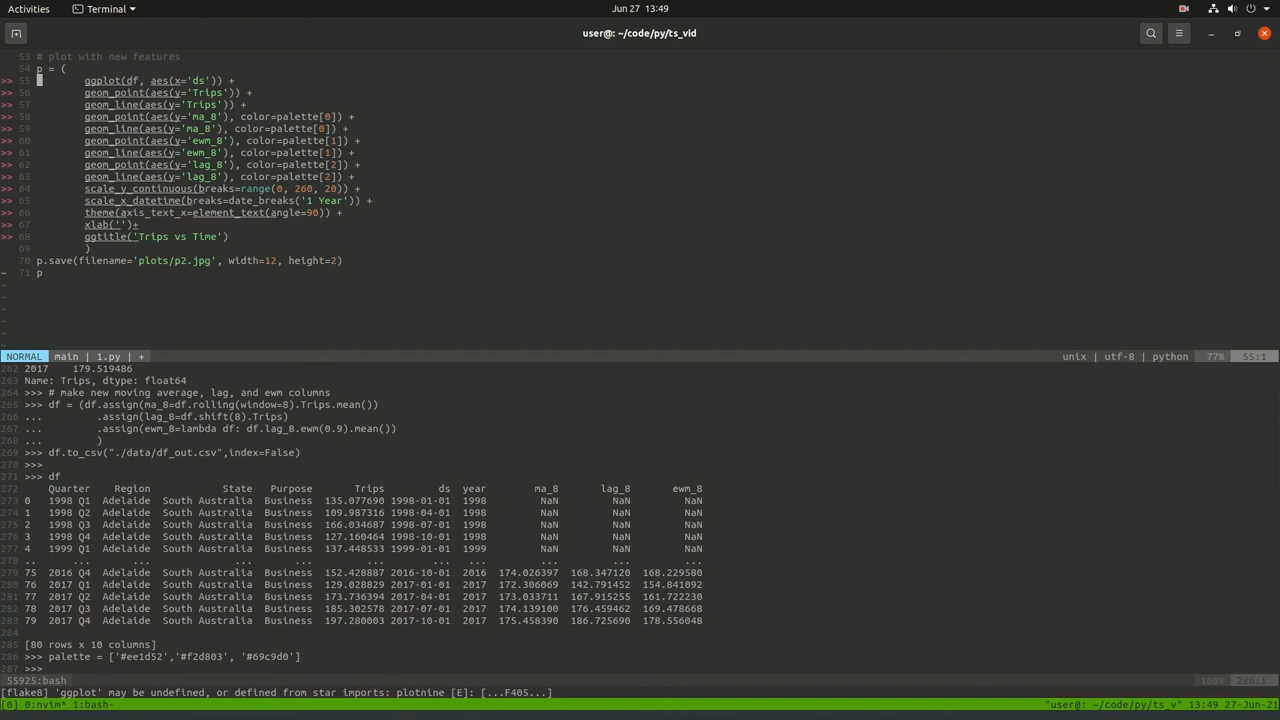 Activities Terminal Jun 27 13:49
user@: ~/code/py/ts_vid
53 # plot with new features
54 p = (
>> 55         ggplot(df, aes(x='ds')) +
>> 56         geom_point(aes(y='Trips')) +
>> 57         geom_line(aes(y='Trips')) +
>> 58         geom_point(aes(y='ma_8'), color=palette[0]) +
>> 59         geom_line(aes(y='ma_8'), color=palette[0]) +
>> 60         geom_point(aes(y='ewm_8'), color=palette[1]) +
>> 61         geom_line(aes(y='ewm_8'), color=palette[1]) +
>> 62         geom_point(aes(y='lag_8'), color=palette[2]) +
>> 63         geom_line(aes(y='lag_8'), color=palette[2]) +
>> 64         scale_y_continuous(breaks=range(0, 260, 20)) +
>> 65         scale_x_datetime(breaks=date_breaks('1 Year')) +
>> 66         theme(axis_text_x=element_text(angle=90)) +
>> 67         xlab('')+
>> 68         ggtitle('Trips vs Time')
69         )
70 p.save(filename='plots/p2.jpg', width=12, height=2)
~ 71 p
~
~
~
~
~
NORMAL main | 1.py | + unix | utf-8 | python 77% 55:1
262 2017    179.519486
263 Name: Trips, dtype: float64
264 >>> # make new moving average, lag, and ewm columns
265 >>> df = (df.assign(ma_8=df.rolling(window=8).Trips.mean())
266 ...         .assign(lag_8=df.shift(8).Trips)
267 ...         .assign(ewm_8=lambda df: df.lag_8.ewm(0.9).mean())
268 ...         )
269 >>> df.to_csv("./data/df_out.csv",index=False)
270 >>>
271 >>> df
272     Quarter    Region            State   Purpose       Trips         ds  year        ma_8       lag_8       ewm_8
273 0   1998 Q1  Adelaide  South Australia  Business  135.077690 1998-01-01  1998         NaN         NaN         NaN
274 1   1998 Q2  Adelaide  South Australia  Business  109.987316 1998-04-01  1998         NaN         NaN         NaN
275 2   1998 Q3  Adelaide  South Australia  Business  166.034687 1998-07-01  1998         NaN         NaN         NaN
276 3   1998 Q4  Adelaide  South Australia  Business  127.160464 1998-10-01  1998         NaN         NaN         NaN
277 4   1999 Q1  Adelaide  South Australia  Business  137.448533 1999-01-01  1999         NaN         NaN         NaN
278 ..      ...       ...              ...       ...         ...        ...   ...         ...         ...         ...
279 75  2016 Q4  Adelaide  South Australia  Business  152.428887 2016-10-01  2016  174.026397  168.347120  168.229580
280 76  2017 Q1  Adelaide  South Australia  Business  129.028829 2017-01-01  2017  172.306069  142.791452  154.841092
281 77  2017 Q2  Adelaide  South Australia  Business  173.736394 2017-04-01  2017  173.033711  167.915255  161.722230
282 78  2017 Q3  Adelaide  South Australia  Business  185.302578 2017-07-01  2017  174.139100  176.459462  169.478668
283 79  2017 Q4  Adelaide  South Australia  Business  197.280003 2017-10-01  2017  175.458390  186.725690  178.556048
284
285 [80 rows x 10 columns]
286 >>> palette = ['#ee1d52','#f2d803', '#69c9d0']
287 >>>
55925:bash 100% 286:1
[flake8] 'ggplot' may be undefined, or defined from star imports: plotnine [E]: [...F405...]
[0] 0:nvim* 1:bash- "user@: ~/code/py/ts_v" 13:49 27-Jun-21